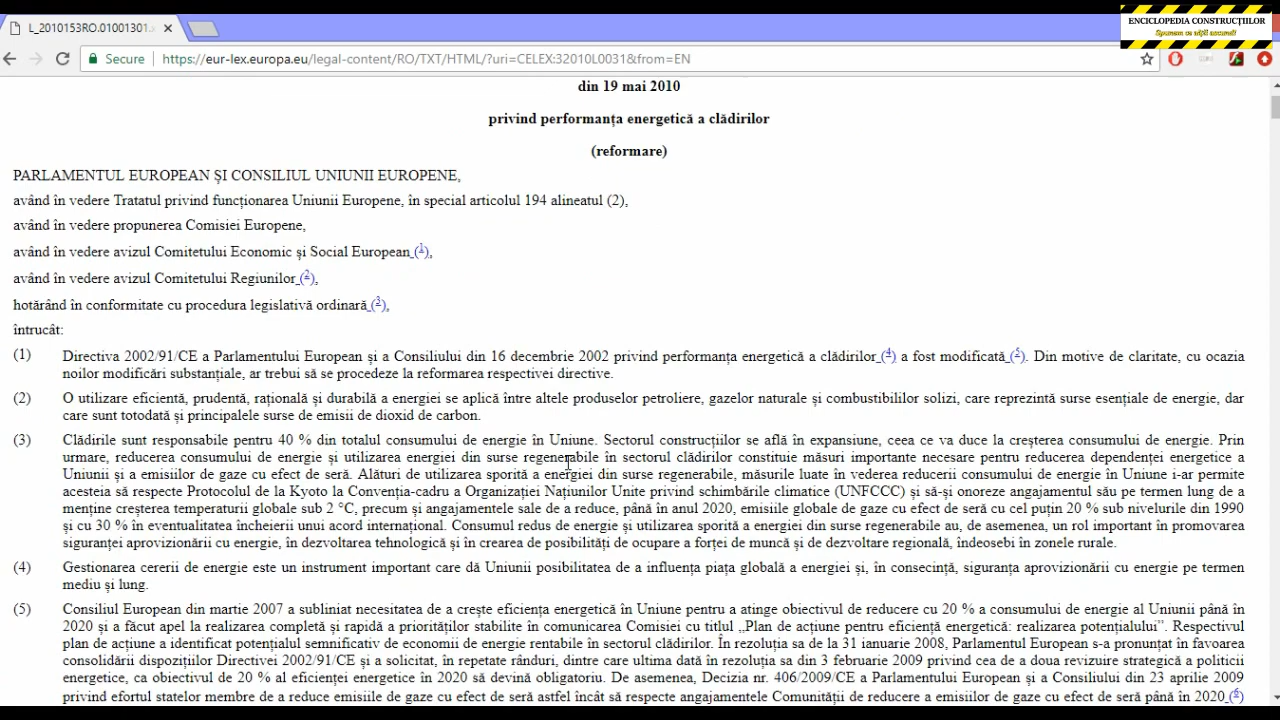 L_2010153RO.01001301.
ENCICLOPEDIA CONSTRUCȚIILOR
Secure
https://eur-lex.europa.eu/legal-content/RO/TXT/HTML/?uri=CELEX:32010L0031&from=EN
din 19 mai 2010
privind performanța energetică a clădirilor
(reformare)
PARLAMENTUL EUROPEAN ȘI CONSILIUL UNIUNII EUROPENE,
având în vedere Tratatul privind funcționarea Uniunii Europene, în special articolul 194 alineatul (2),
având în vedere propunerea Comisiei Europene,
având în vedere avizul Comitetului Economic și Social European (1),
având în vedere avizul Comitetului Regiunilor (2),
hotărând în conformitate cu procedura legislativă ordinară (3),
întrucât:
(1) Directiva 2002/91/CE a Parlamentului European și a Consiliului din 16 decembrie 2002 privind performanța energetică a clădirilor (4) a fost modificată (5). Din motive de claritate, cu ocazia
noilor modificări substanțiale, ar trebui să se procedeze la reformarea respectivei directive.
(2) O utilizare eficientă, prudentă, rațională și durabilă a energiei se aplică între altele produselor petroliere, gazelor naturale și combustibililor solizi, care reprezintă surse esențiale de energie, dar
care sunt totodată și principalele surse de emisii de dioxid de carbon.
(3) Clădirile sunt responsabile pentru 40 % din totalul consumului de energie în Uniune. Sectorul construcțiilor se află în expansiune, ceea ce va duce la creșterea consumului de energie. Prin
urmare, reducerea consumului de energie și utilizarea energiei din surse regenerabile în sectorul clădirilor constituie măsuri importante necesare pentru reducerea dependenței energetice a
Uniunii și a emisiilor de gaze cu efect de seră. Alături de utilizarea sporită a energiei din surse regenerabile, măsurile luate în vederea reducerii consumului de energie în Uniune i-ar permite
acesteia să respecte Protocolul de la Kyoto la Convenția-cadru a Organizației Națiunilor Unite privind schimbările climatice (UNFCCC) și să-și onoreze angajamentul său pe termen lung de a
menține creșterea temperaturii globale sub 2 °C, precum și angajamentele sale de a reduce, până în anul 2020, emisiile globale de gaze cu efect de seră cu cel puțin 20 % sub nivelurile din 1990
și cu 30 % în eventualitatea încheierii unui acord internațional. Consumul redus de energie și utilizarea sporită a energiei din surse regenerabile au, de asemenea, un rol important în promovarea
siguranței aprovizionării cu energie, în dezvoltarea tehnologică și în crearea de posibilități de ocupare a forței de muncă și de dezvoltare regională, îndeosebi în zonele rurale.
(4) Gestionarea cererii de energie este un instrument important care dă Uniunii posibilitatea de a influența piața globală a energiei și, în consecință, siguranța aprovizionării cu energie pe termen
mediu și lung.
(5) Consiliul European din martie 2007 a subliniat necesitatea de a crește eficiența energetică în Uniune pentru a atinge obiectivul de reducere cu 20 % a consumului de energie al Uniunii până în
2020 și a făcut apel la realizarea completă și rapidă a priorităților stabilite în comunicarea Comisiei cu titlul „Plan de acțiune pentru eficiență energetică: realizarea potențialului”. Respectivul
plan de acțiune a identificat potențialul semnificativ de economii de energie rentabile în sectorul clădirilor. În rezoluția sa de la 31 ianuarie 2008, Parlamentul European s-a pronunțat în favoarea
consolidării dispozițiilor Directivei 2002/91/CE și a solicitat, în repetate rânduri, dintre care ultima dată în rezoluția sa din 3 februarie 2009 privind cea de a doua revizuire strategică a politicii
energetice, ca obiectivul de 20 % al eficienței energetice în 2020 să devină obligatoriu. De asemenea, Decizia nr. 406/2009/CE a Parlamentului European și a Consiliului din 23 aprilie 2009
privind efortul statelor membre de a reduce emisiile de gaze cu efect de seră astfel încât să respecte angajamentele Comunității de reducere a emisiilor de gaze cu efect de seră până în 2020 (6)